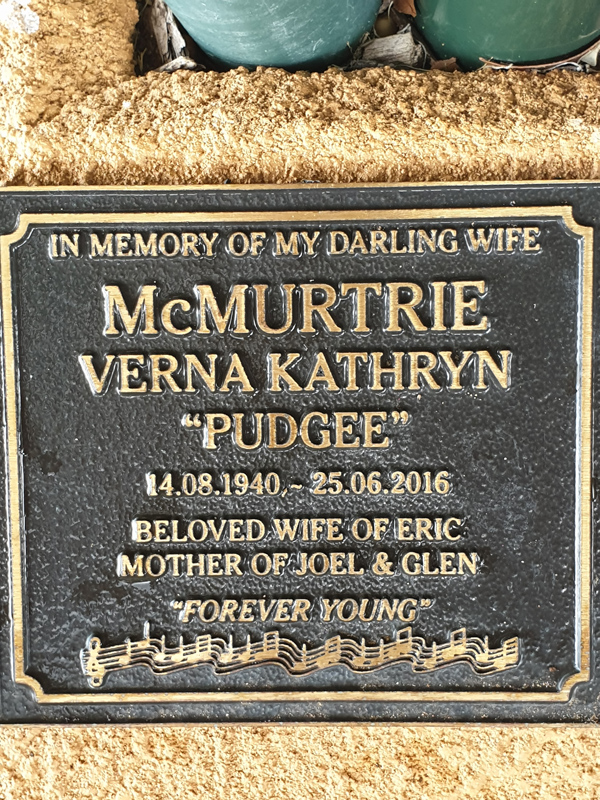 IN MEMORY OF MY DARLING WIFE
McMURTRIE
VERNA KATHRYN
"PUDGEE"
14.08.1940 ~ 25.06.2016
BELOVED WIFE OF ERIC
MOTHER OF JOEL & GLEN
"FOREVER YOUNG"